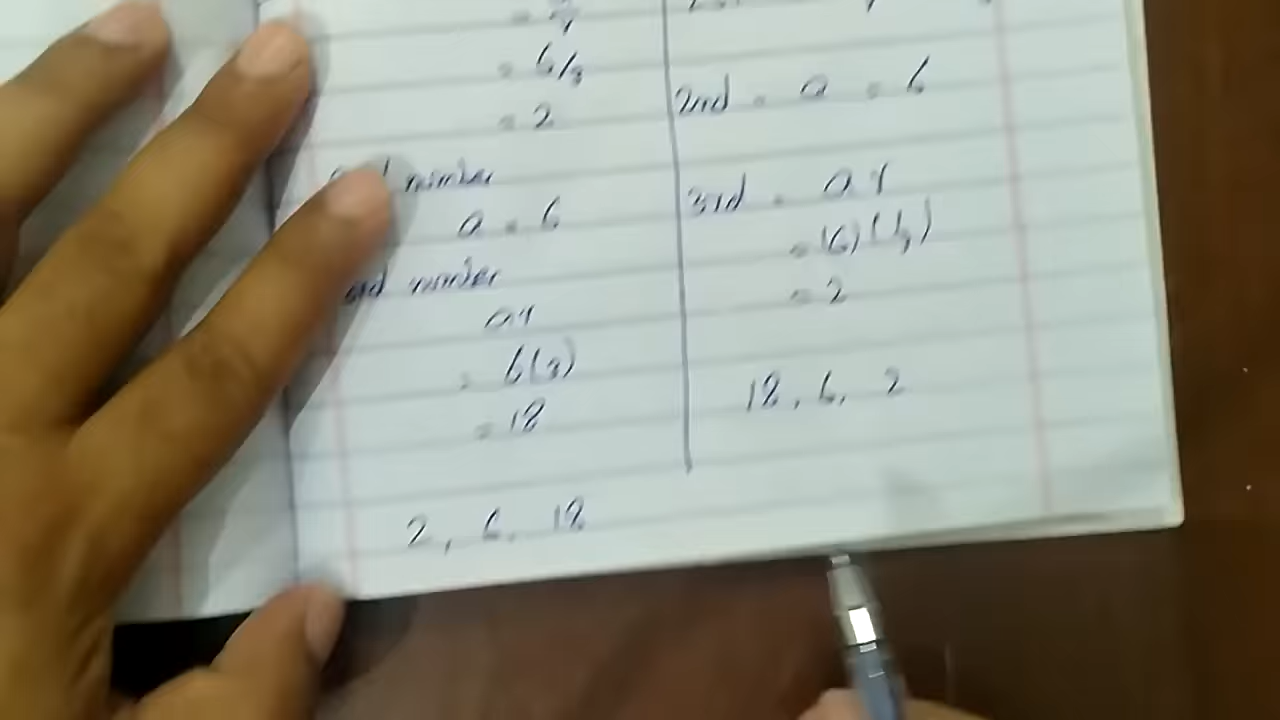 = 6/3
= 2
number
a = 6
number
ar
= 6(3)
= 18
2, 6, 18
2nd = a = 6
3rd = ar
= (6)(1/3)
= 2
18, 6, 2